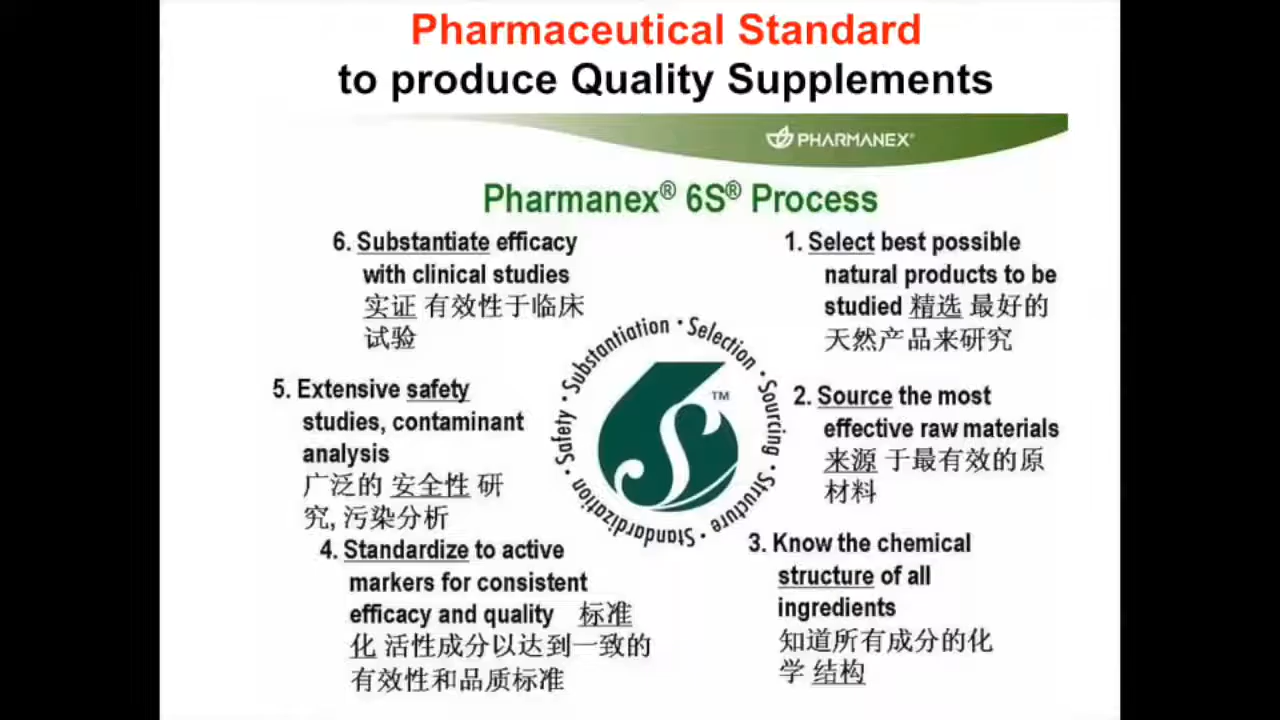 Pharmaceutical Standard
to produce Quality Supplements
PHARMANEX®
Pharmanex® 6S® Process
6. Substantiate efficacy
with clinical studies
实证 有效性于临床
试验
1. Select best possible
natural products to be
studied 精选 最好的
天然产品来研究
5. Extensive safety
studies, contaminant
analysis
广泛的 安全性 研
究, 污染分析
2. Source the most
effective raw materials
来源 于最有效的原
材料
4. Standardize to active
markers for consistent
efficacy and quality 标准
化 活性成分以达到一致的
有效性和品质标准
3. Know the chemical
structure of all
ingredients
知道所有成分的化
学 结构
Selection · Sourcing · Structure · Standardization · Safety · Substantiation ·
6S TM